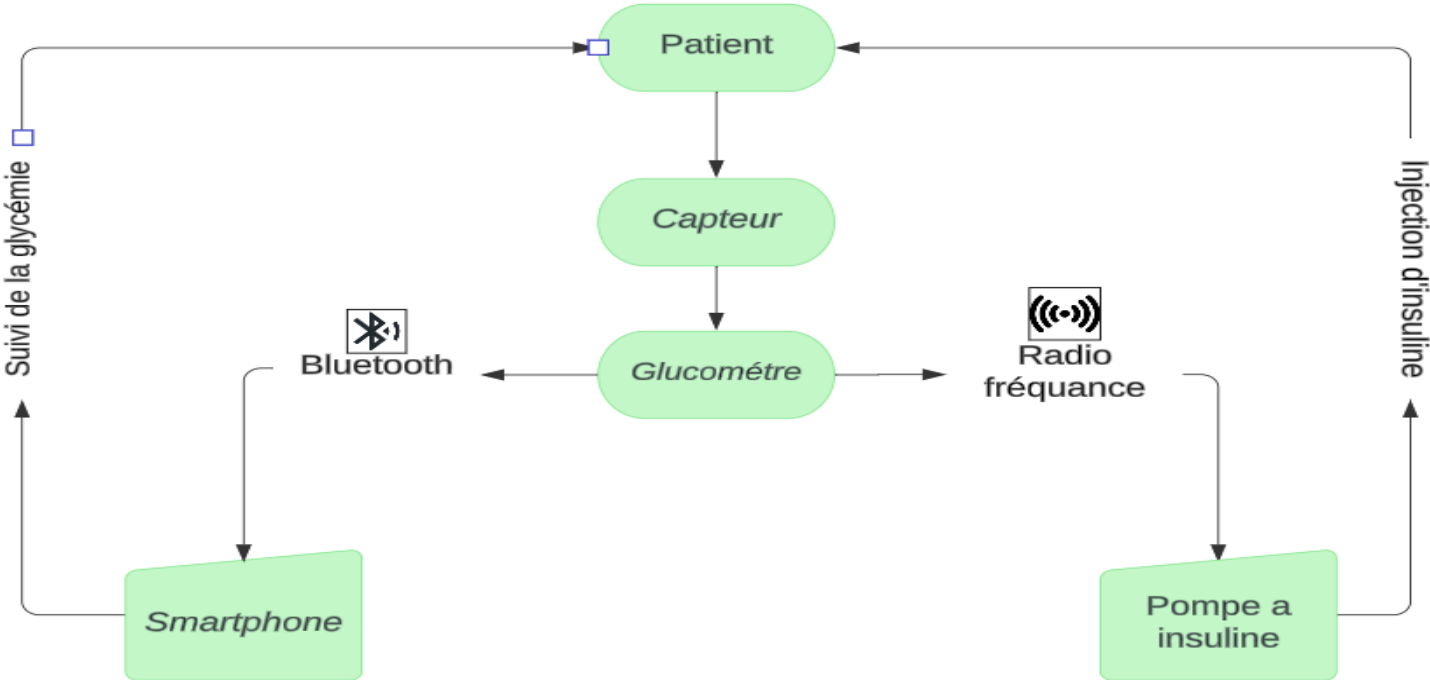 Patient
Capteur
Suivi de la glycémie
Injection d'insuline
Bluetooth
Glucométre
Radio
fréquance
Smartphone
Pompe a
insuline